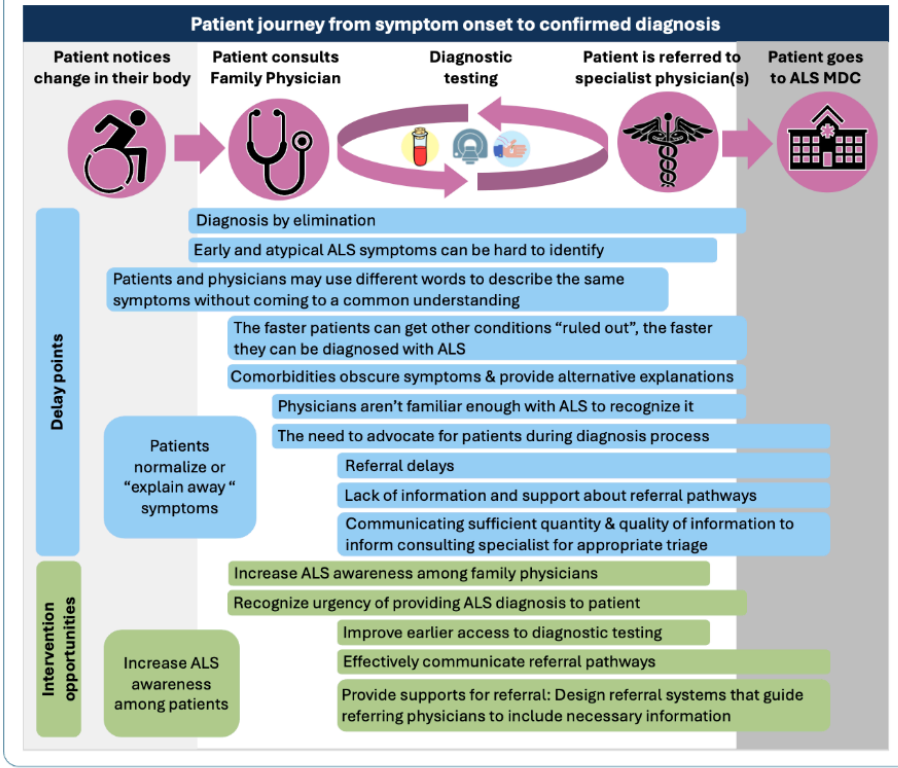 Patient journey from symptom onset to confirmed diagnosis
Patient notices
change in their body
Patient consults
Family Physician
Diagnostic
testing
Patient is referred to
specialist physician(s)
Patient goes
to ALS MDC
Delay points
Diagnosis by elimination
Early and atypical ALS symptoms can be hard to identify
Patients and physicians may use different words to describe the same
symptoms without coming to a common understanding
The faster patients can get other conditions “ruled out”, the faster
they can be diagnosed with ALS
Comorbidities obscure symptoms & provide alternative explanations
Physicians aren’t familiar enough with ALS to recognize it
The need to advocate for patients during diagnosis process
Patients
normalize or
“explain away“
symptoms
Referral delays
Lack of information and support about referral pathways
Communicating sufficient quantity & quality of information to
inform consulting specialist for appropriate triage
Intervention
opportunities
Increase ALS awareness among family physicians
Recognize urgency of providing ALS diagnosis to patient
Improve earlier access to diagnostic testing
Increase ALS
awareness
among patients
Effectively communicate referral pathways
Provide supports for referral: Design referral systems that guide
referring physicians to include necessary information